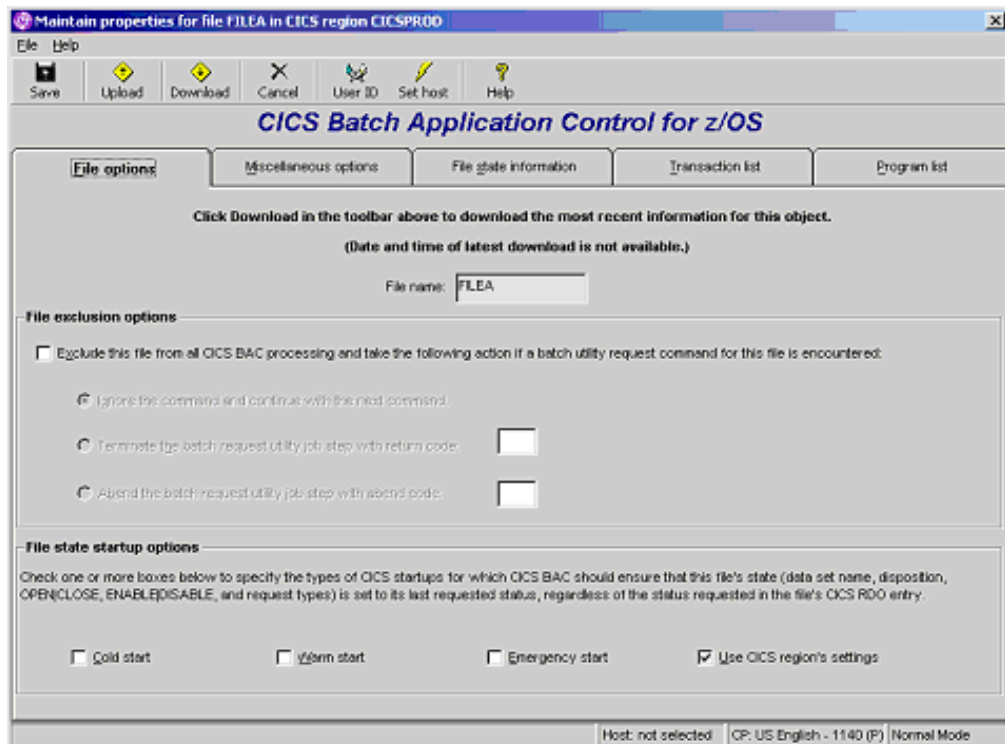 Maintain properties for file FILEA in CICS region CICSPROD
File Help
Save Upload Download Cancel User ID Set host Help
CICS Batch Application Control for z/OS
File options Miscellaneous options File state information Transaction list Program list
Click Download in the toolbar above to download the most recent information for this object.
(Date and time of latest download is not available.)
File name: FILEA
File exclusion options
Exclude this file from all CICS BAC processing and take the following action if a batch utility request command for this file is encountered:
Ignore the command and continue with the next command.
Terminate the batch request utility job step with return code:
Abend the batch request utility job step with abend code:
File state startup options
Check one or more boxes below to specify the types of CICS startups for which CICS BAC should ensure that this file's state (data set name, disposition,
OPEN|CLOSE, ENABLE|DISABLE, and request types) is set to its last requested status, regardless of the status requested in the file's CICS RDO entry.
Cold start Warm start Emergency start Use CICS region's settings
Host: not selected CP: US English - 1140 (P) Normal Mode